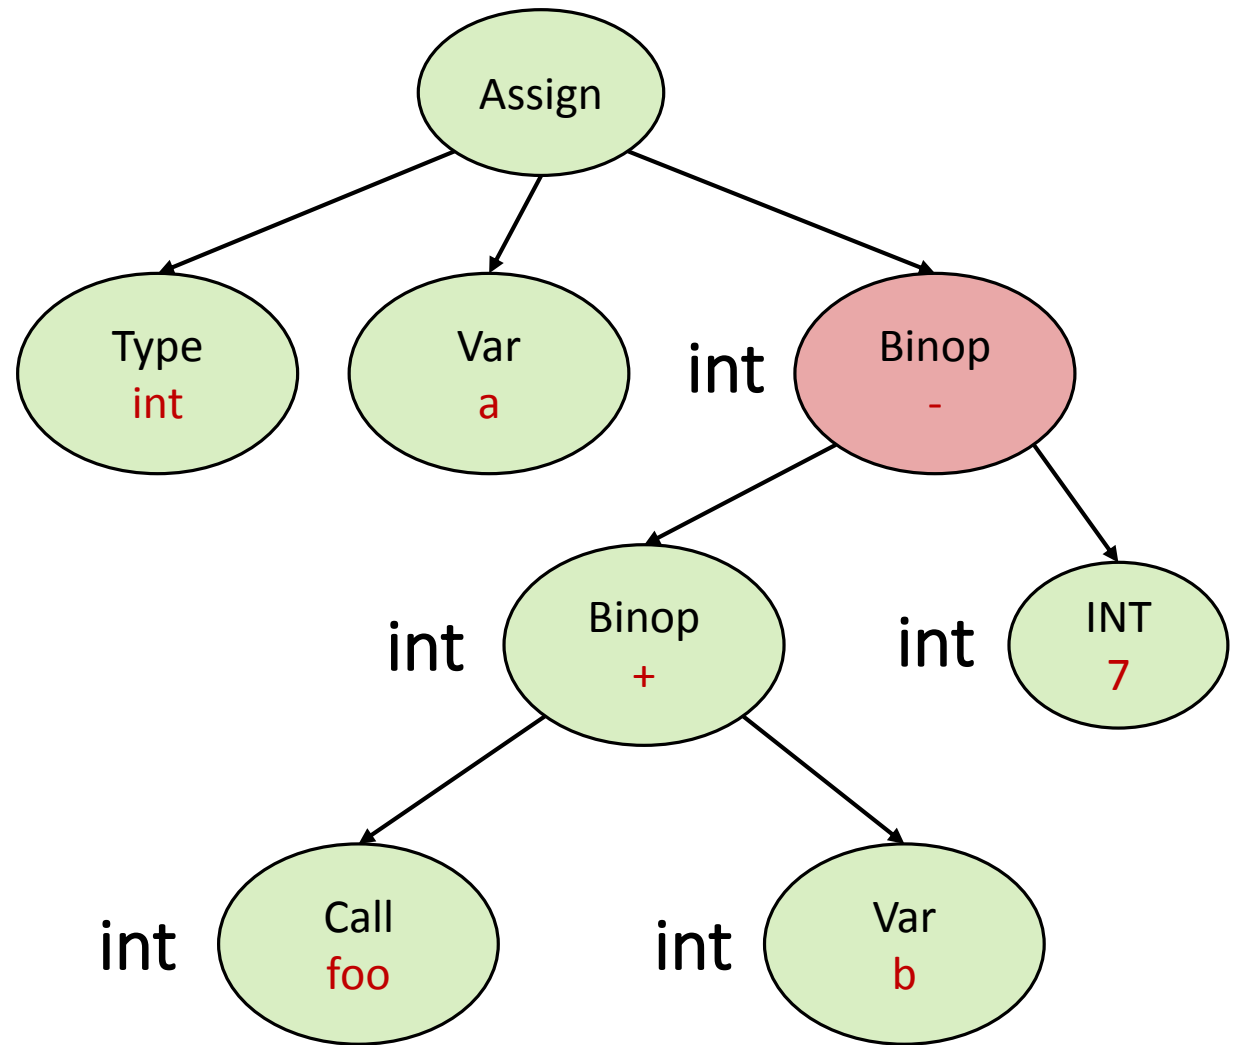 Assign
Type
int
Var
a
int
Binop
-
int
Binop
+
int
INT
7
int
Call
foo
int
Var
b